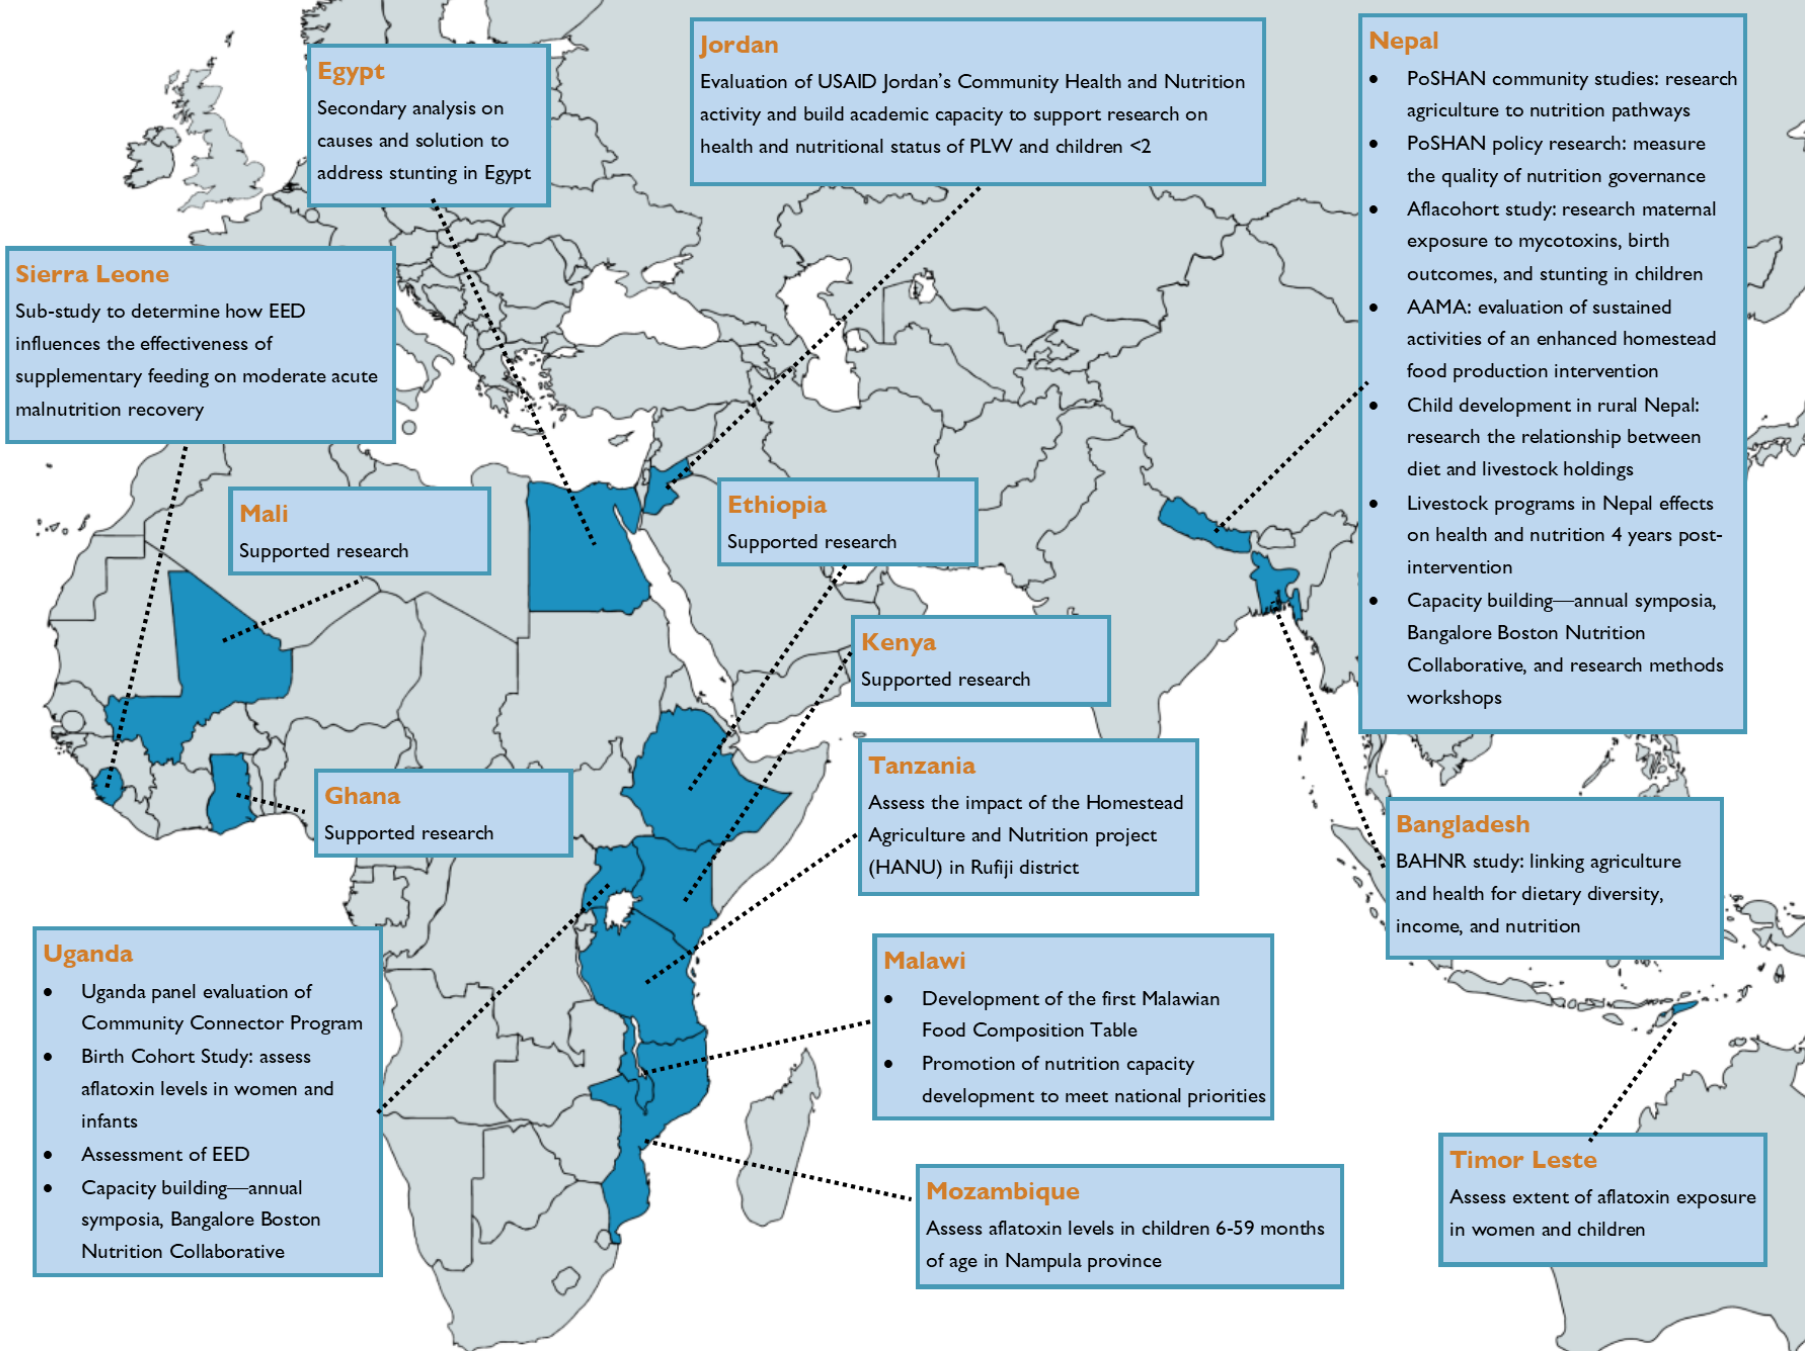 Egypt
Secondary analysis on
causes and solution to
address stunting in Egypt
Jordan
Evaluation of USAID Jordan’s Community Health and Nutrition
activity and build academic capacity to support research on
health and nutritional status of PLW and children <2
Nepal
• PoSHAN community studies: research
agriculture to nutrition pathways
• PoSHAN policy research: measure
the quality of nutrition governance
• Aflacohort study: research maternal
exposure to mycotoxins, birth
outcomes, and stunting in children
• AAMA: evaluation of sustained
activities of an enhanced homestead
food production intervention
• Child development in rural Nepal:
research the relationship between
diet and livestock holdings
• Livestock programs in Nepal effects
on health and nutrition 4 years post-
intervention
• Capacity building—annual symposia,
Bangalore Boston Nutrition
Collaborative, and research methods
workshops
Sierra Leone
Sub-study to determine how EED
influences the effectiveness of
supplementary feeding on moderate acute
malnutrition recovery
Mali
Supported research
Ethiopia
Supported research
Kenya
Supported research
Ghana
Supported research
Tanzania
Assess the impact of the Homestead
Agriculture and Nutrition project
(HANU) in Rufiji district
Bangladesh
BAHNR study: linking agriculture
and health for dietary diversity,
income, and nutrition
Uganda
• Uganda panel evaluation of
Community Connector Program
• Birth Cohort Study: assess
aflatoxin levels in women and
infants
• Assessment of EED
• Capacity building—annual
symposia, Bangalore Boston
Nutrition Collaborative
Malawi
• Development of the first Malawian
Food Composition Table
• Promotion of nutrition capacity
development to meet national priorities
Mozambique
Assess aflatoxin levels in children 6-59 months
of age in Nampula province
Timor Leste
Assess extent of aflatoxin exposure
in women and children